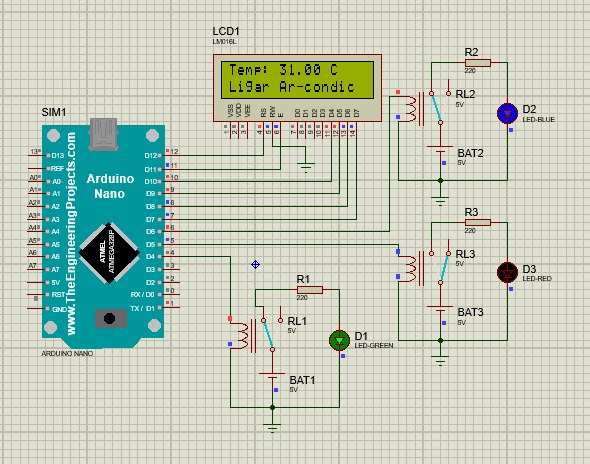 LCD1
LM016L
Temp: 31.00 C
Ligar Ar-condic
VSS
VDD
VEE
RS
RW
E
D0
D1
D2
D3
D4
D5
D6
D7
1
2
3
4
5
6
7
8
9
10
11
12
13
14
R2
220
RL2
5V
D2
LED-BLUE
BAT2
5V
SIM1
www.TheEngineeringProjects.com
Arduino
Nano
ATMEL
ATMEGA328P
13
D13
REF
A0
A0
A1
A1
A2
A2
A3
A3
A4
A4
A5
A5
A6
A6
A7
A7
5V
RST
GND
D12
12
D11
11
D10
10
D9
9
D8
8
D7
7
D6
6
D5
5
D4
4
D3
3
D2
2
RX / D0
0
TX / D1
1
ARDUINO NANO
R3
220
RL3
5V
D3
LED-RED
BAT3
5V
R1
220
RL1
5V
D1
LED-GREEN
BAT1
5V